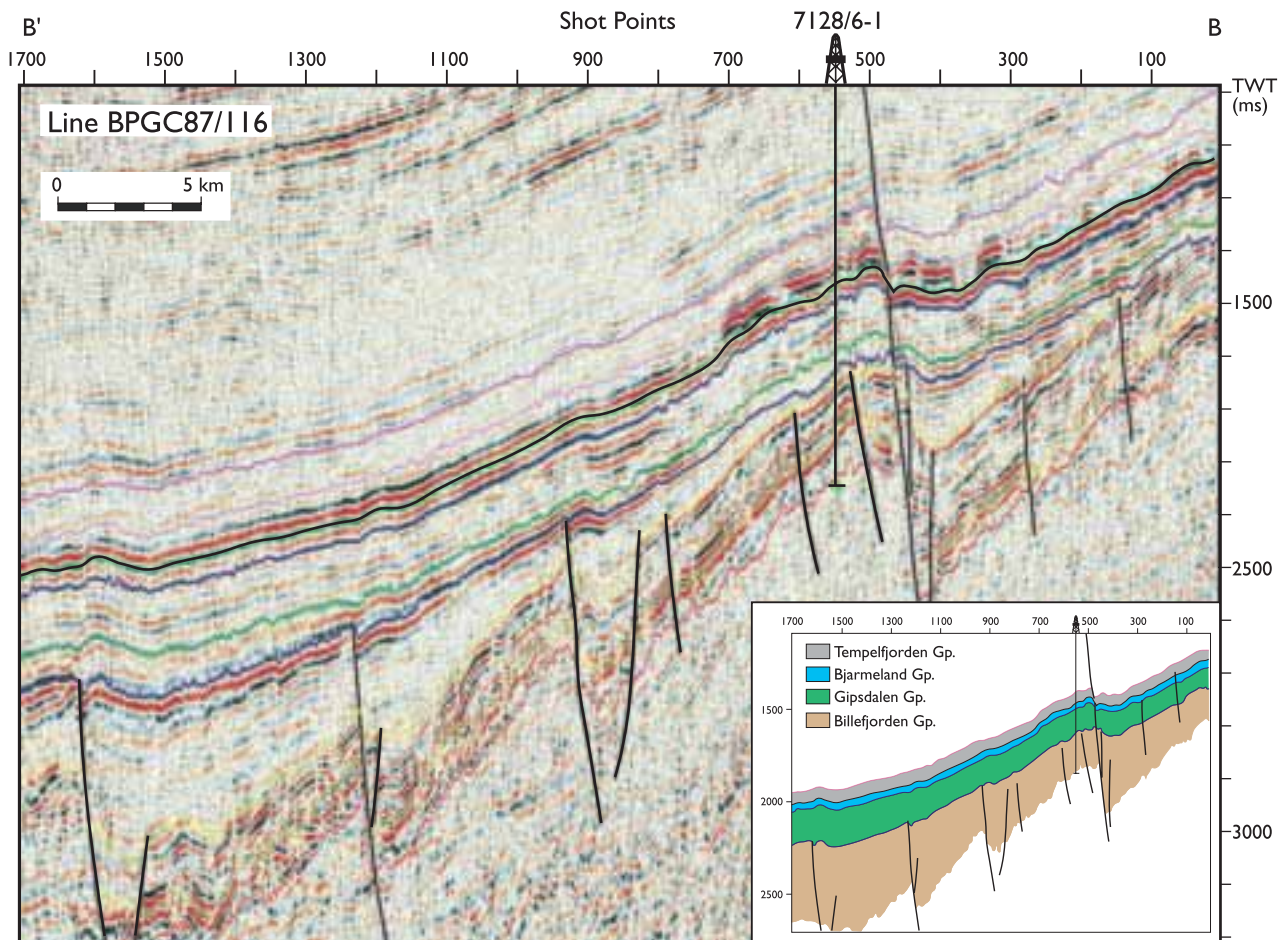 B' Shot Points 7128/6-1 B
1700 1500 1300 1100 900 700 500 300 100
TWT
(ms)
Line BPGC87/116
0 5 km
1500
2500
3000
1700 1500 1300 1100 900 700 500 300 100
Tempelfjorden Gp.
Bjarmeland Gp.
Gipsdalen Gp.
Billefjorden Gp.
1500
2000
2500